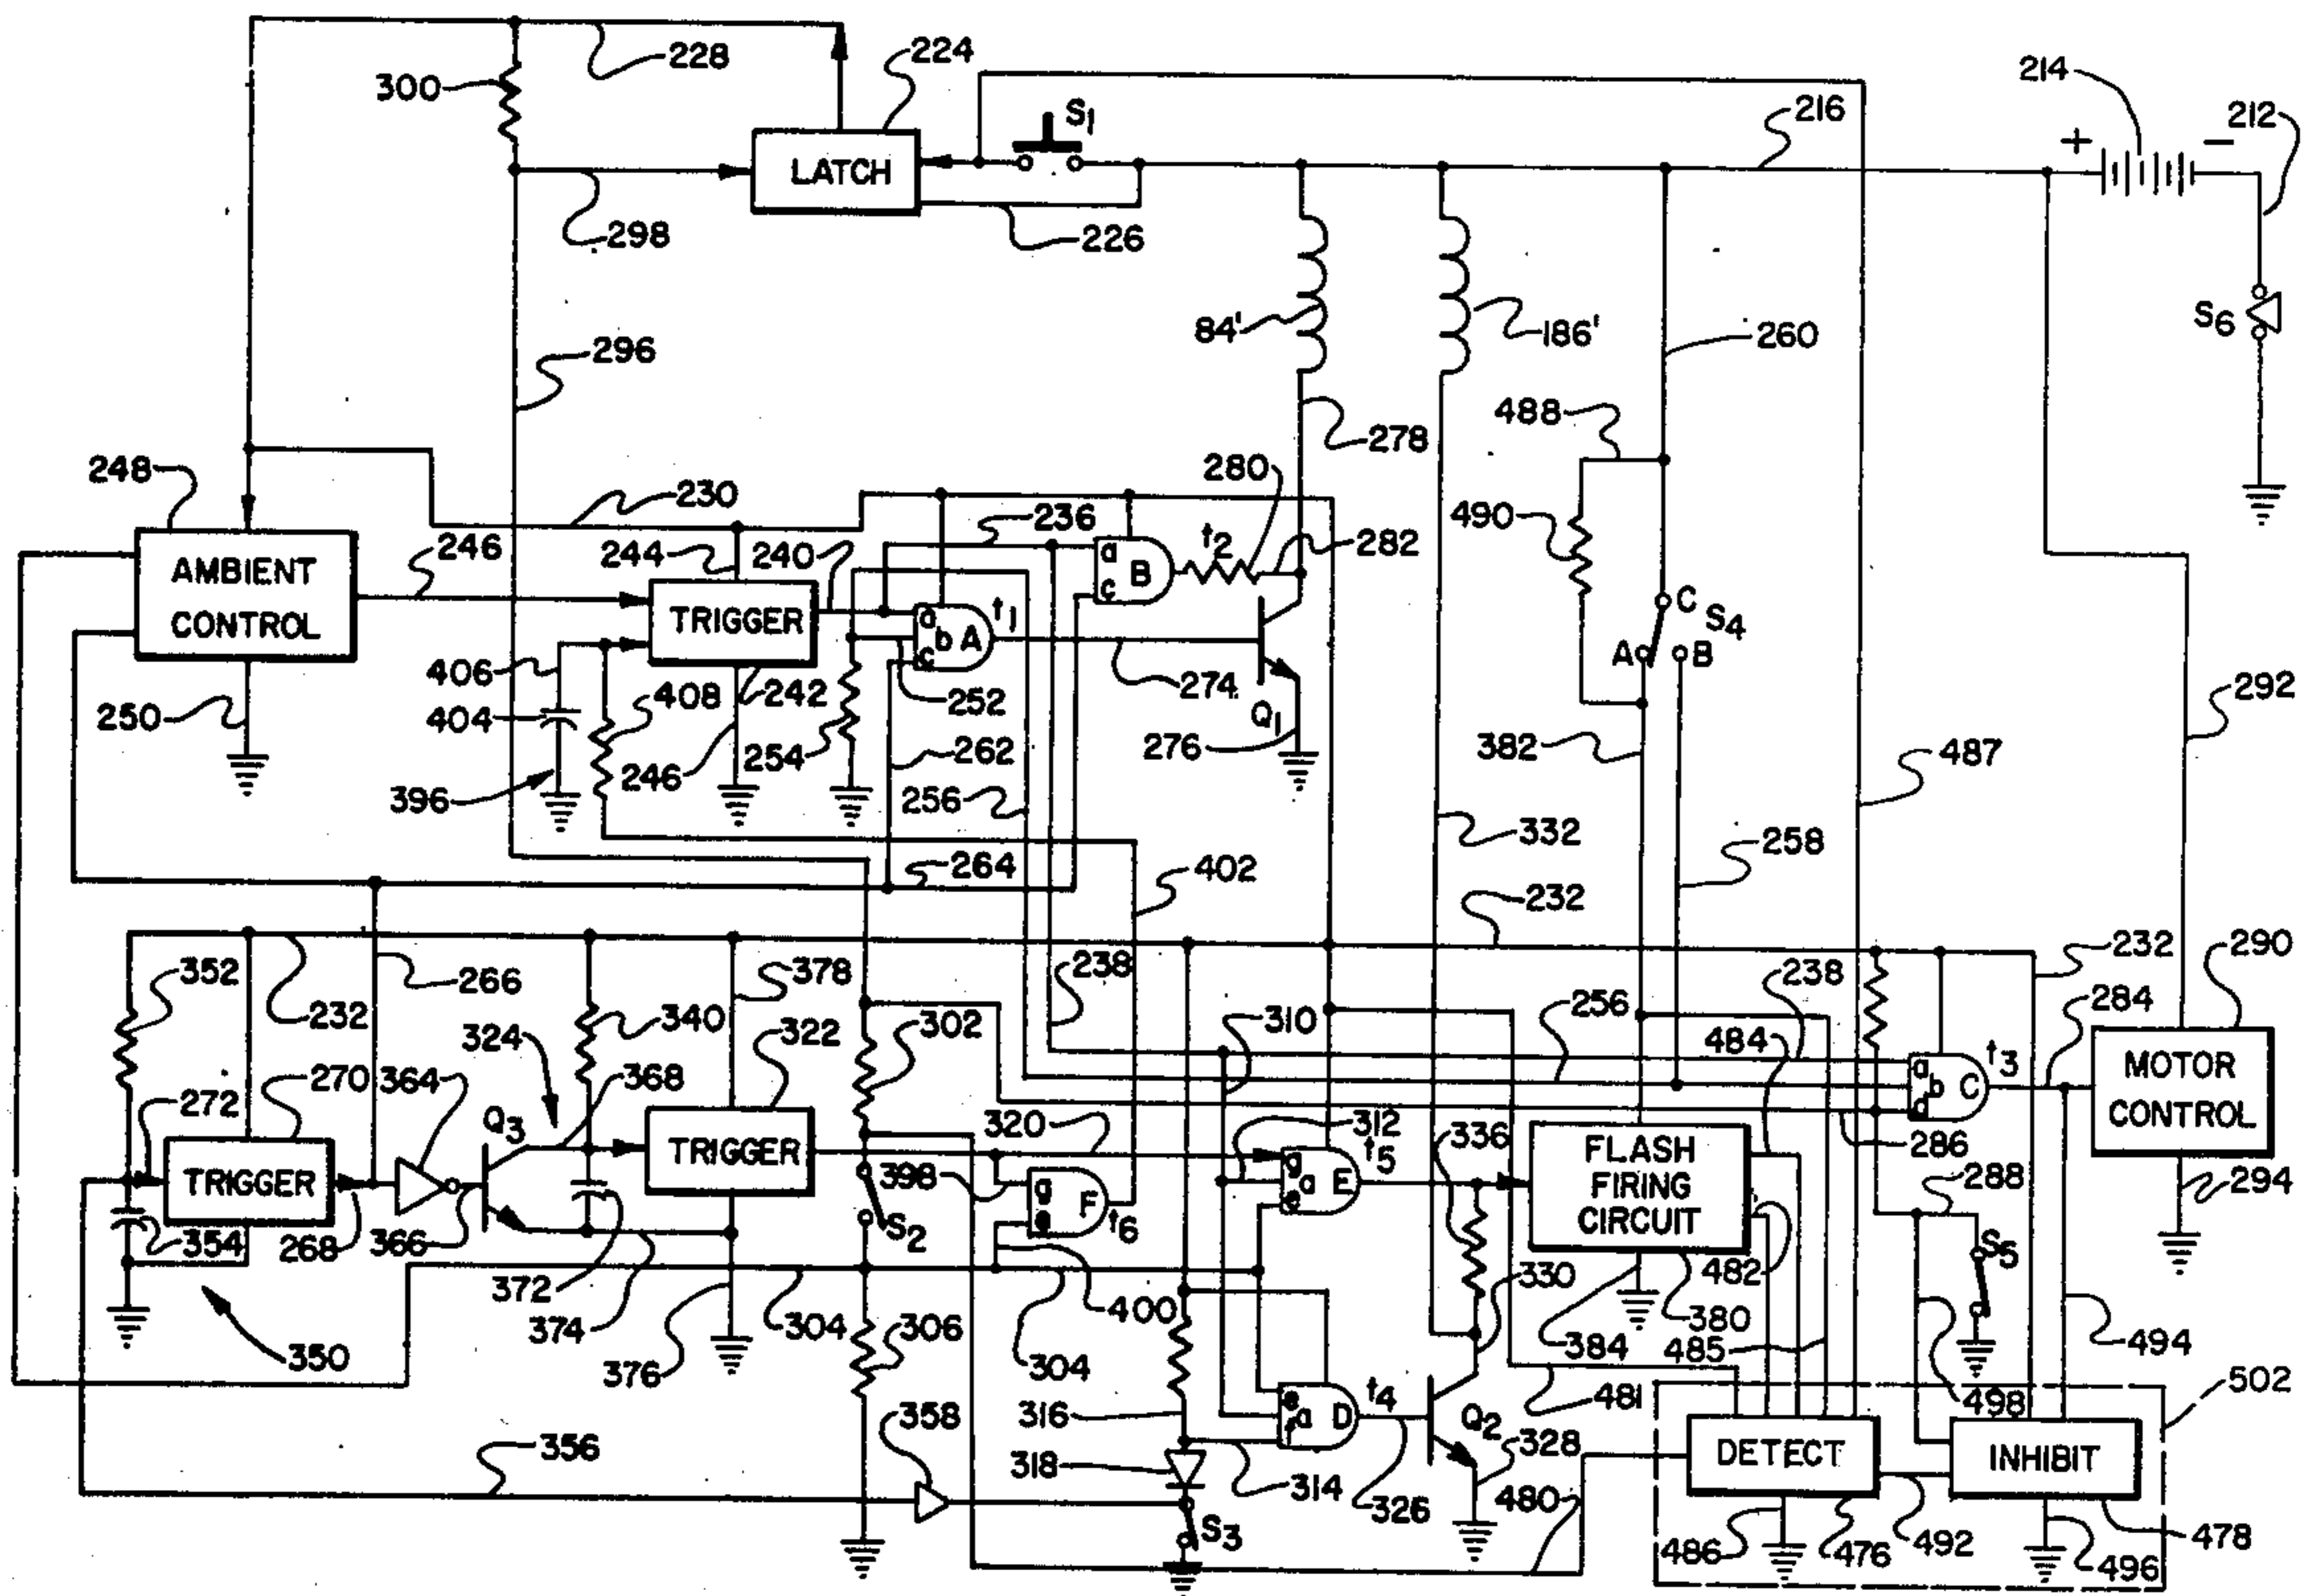 228
224
300
S1
216
214
212
+
−
LATCH
298
226
S6
296
84'
186'
260
488
278
248
280
230
246
236
490
t2
282
244
240
a
B
c
AMBIENT
CONTROL
TRIGGER
a
b
A
c
t1
C
S4
A
B
406
404
408
242
252
274
Q1
292
250
254
262
276
382
487
396
246
256
332
258
264
402
232
352
266
378
238
232
290
232
340
310
256
238
284
324
302
484
322
364
270
368
272
Q3
320
312
336
a
b
C
d
t3
MOTOR
CONTROL
286
TRIGGER
TRIGGER
398
g
F
e
t6
g
a
E
e
t5
FLASH
FIRING
CIRCUIT
288
294
354
268
366
S2
S5
372
482
330
374
304
306
400
380
350
376
304
384
485
494
481
502
358
316
e
a
f
D
t4
Q2
498
356
328
DETECT
INHIBIT
318
314
326
480
S3
486
476
492
496
478